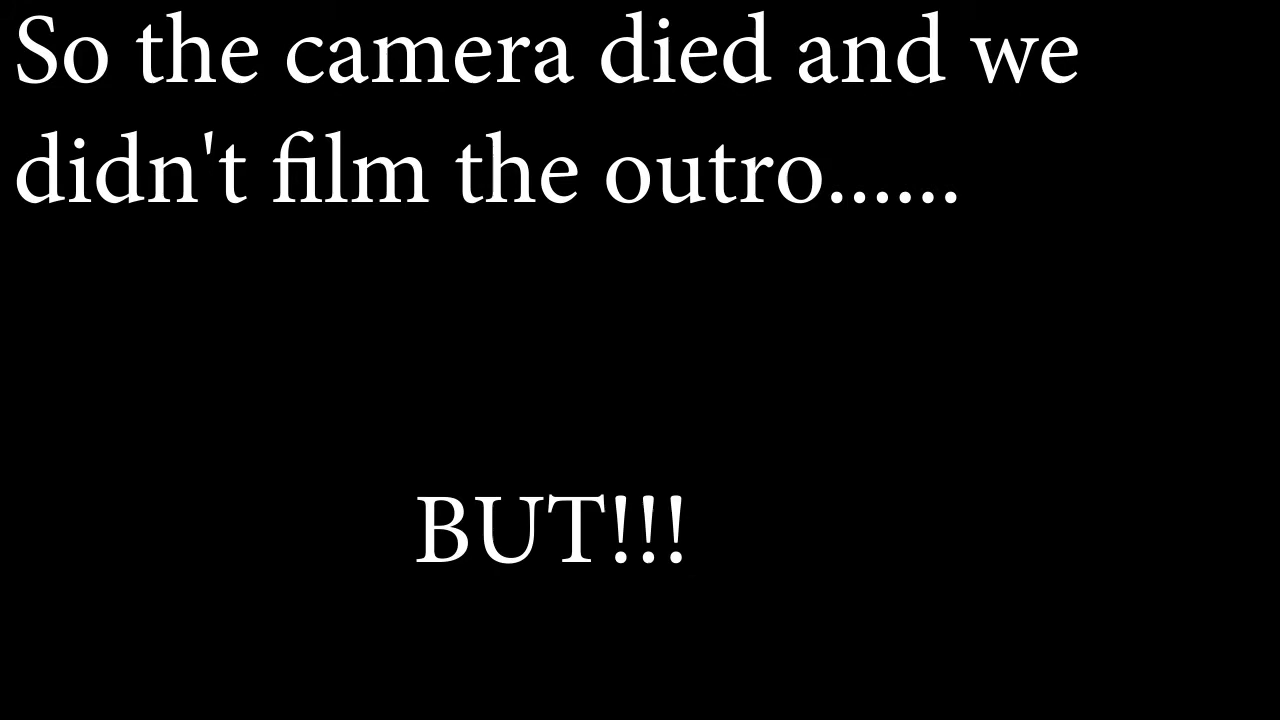 So the camera died and we
didn't film the outro......
BUT!!!